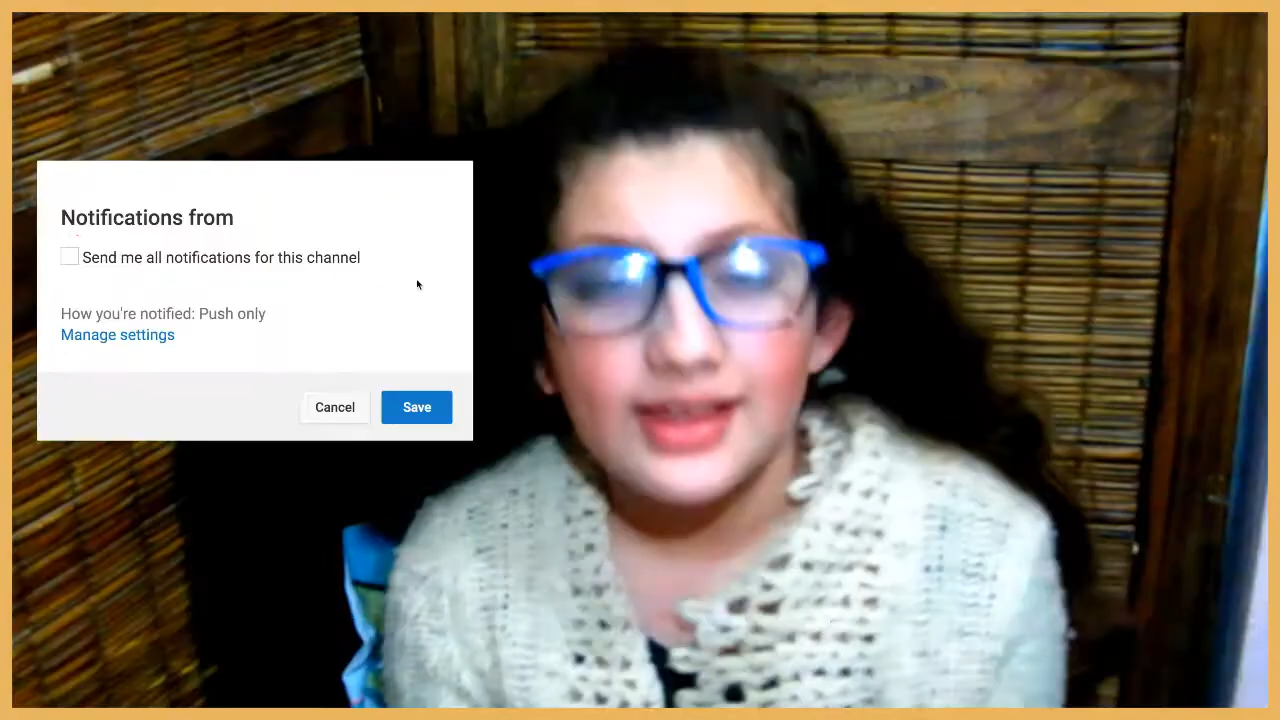 Notifications from
Send me all notifications for this channel
How you're notified: Push only
Manage settings
Cancel
Save